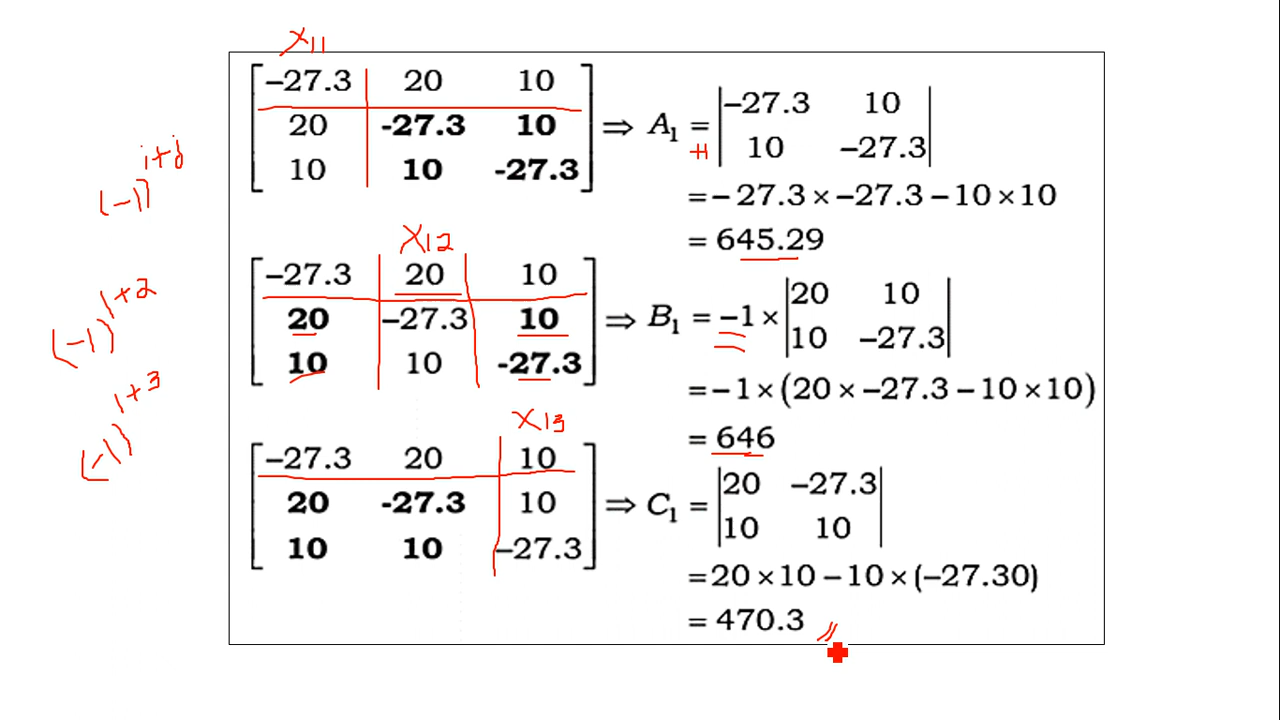 X11
[−27.3 20 10]
[20 -27.3 10] ⇒ A₁ = |−27.3 10|
[10 10 -27.3] +1 |10 −27.3|
(-1)^(i+j)
=−27.3×−27.3−10×10
= 645.29
X12
[−27.3 20 10]
[20 −27.3 10] ⇒ B₁ = −1× |20 10|
[10 10 -27.3] |10 −27.3|
(-1)^(1+2)
=−1×(20×−27.3−10×10)
= 646
X13
[−27.3 20 10]
[20 -27.3 10] ⇒ C₁ = |20 −27.3|
[10 10 −27.3] |10 10|
(-1)^(1+3)
=20×10−10×(−27.30)
= 470.3